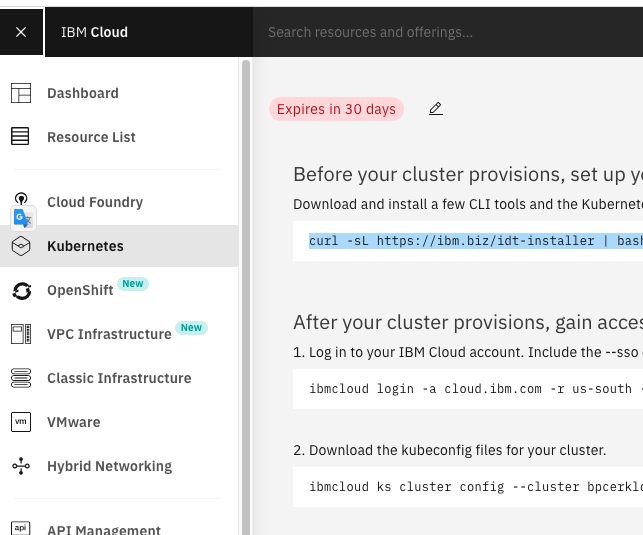 IBM Cloud
Search resources and offerings...
Dashboard
Resource List
Cloud Foundry
Kubernetes
OpenShift New
VPC Infrastructure New
Classic Infrastructure
vm VMware
Hybrid Networking
api API Management
Expires in 30 days
Before your cluster provisions, set up
Download and install a few CLI tools and the
curl -sL https://ibm.biz/idt-installer | bash
After your cluster provisions, gain
1. Log in to your IBM Cloud account. Include the --sso
ibmcloud login -a cloud.ibm.com -r us-south
2. Download the kubeconfig files for your cluster.
ibmcloud ks cluster config --cluster